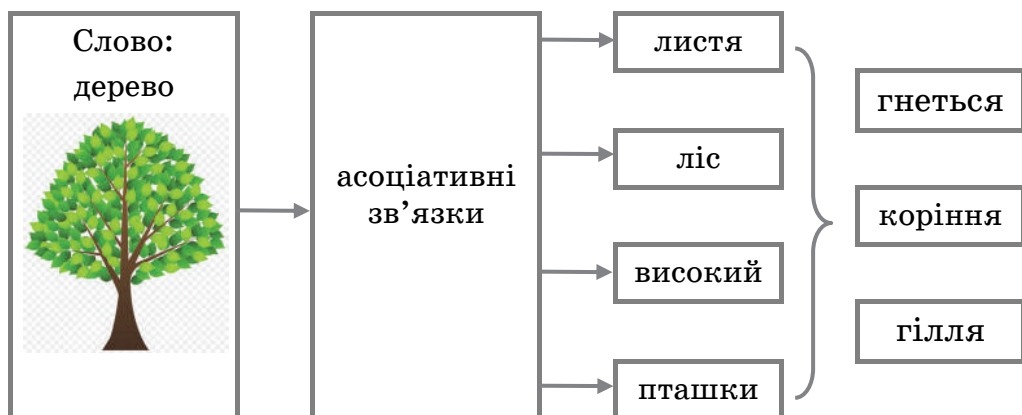 Слово:
дерево
асоціативні
зв’язки
листя
ліс
високий
пташки
гнеться
коріння
гілля